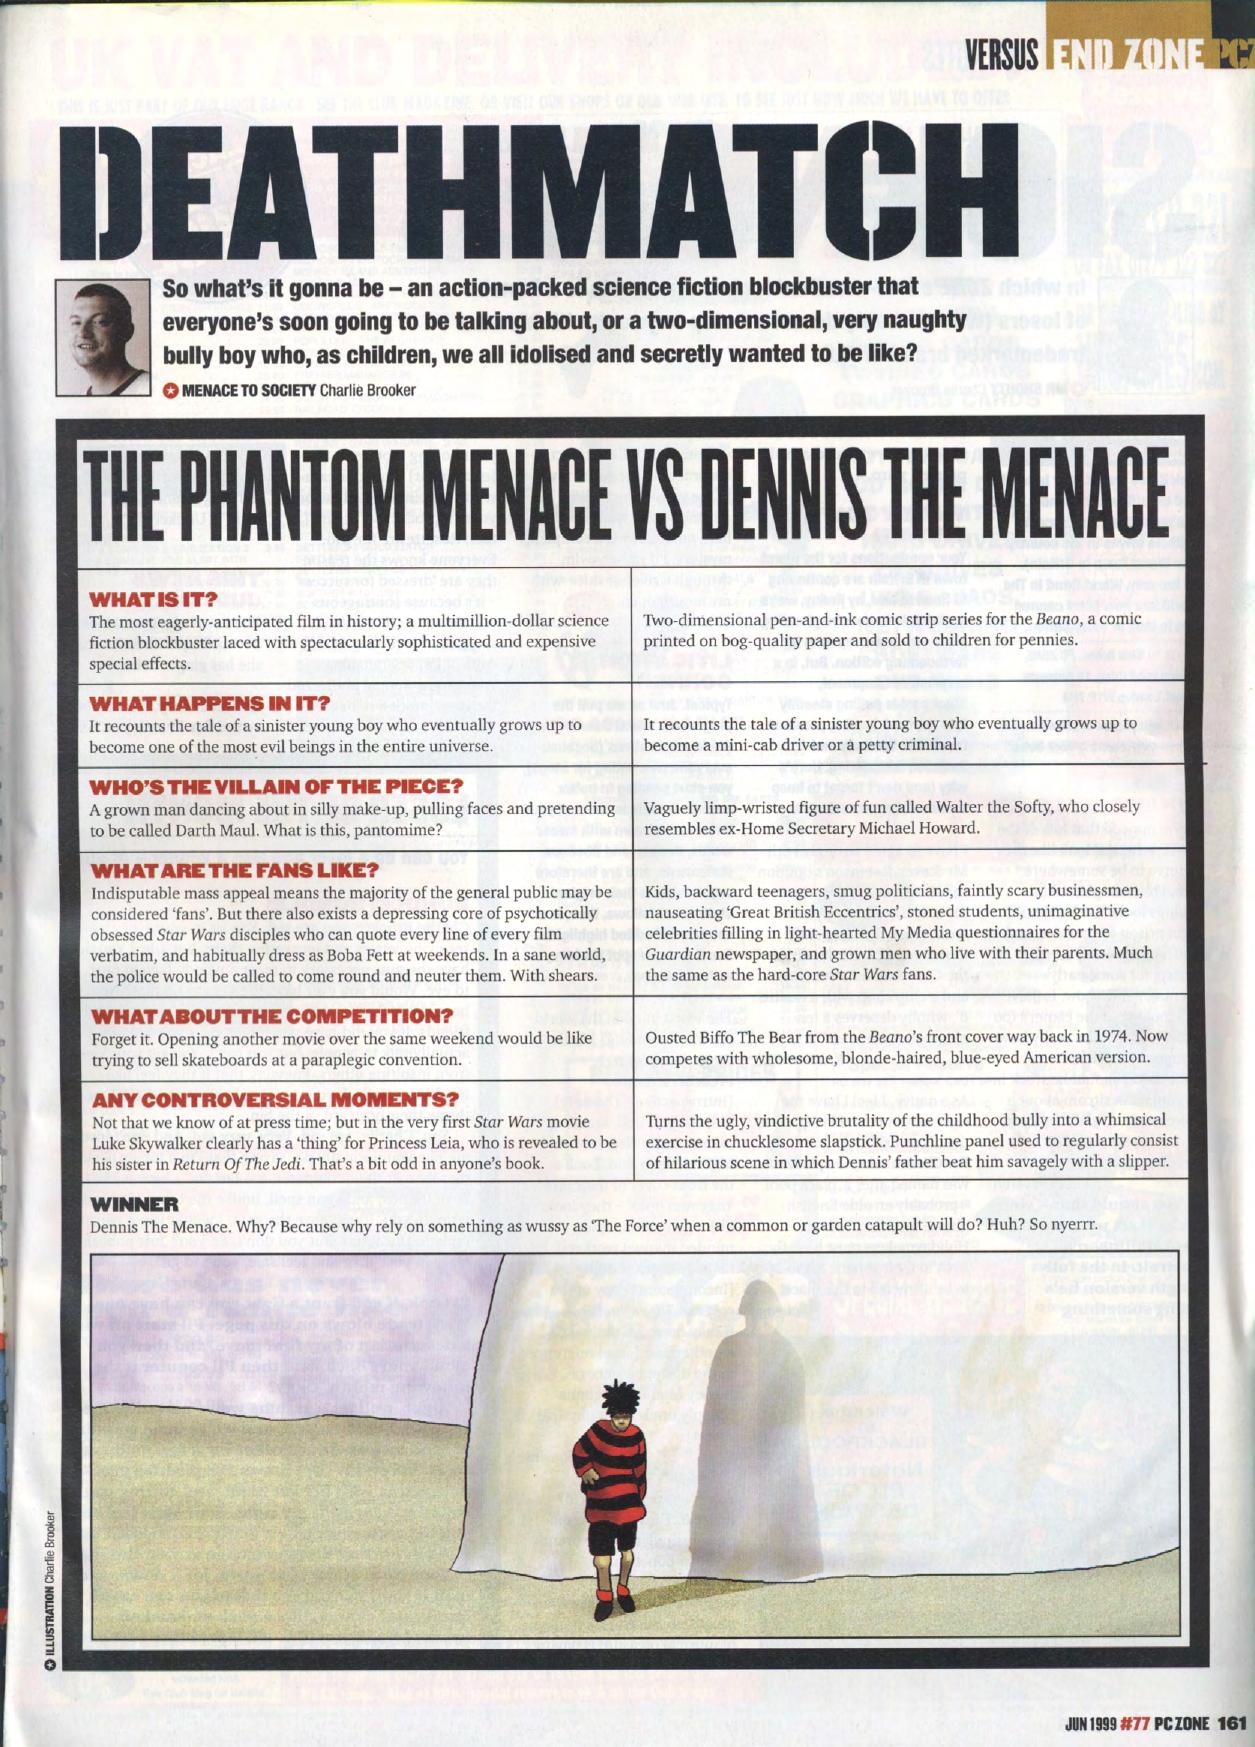 VERSUS END ZONE PCZ
DEATHMATCH
So what's it gonna be – an action-packed science fiction blockbuster that
everyone's soon going to be talking about, or a two-dimensional, very naughty
bully boy who, as children, we all idolised and secretly wanted to be like?
MENACE TO SOCIETY Charlie Brooker
THE PHANTOM MENACE VS DENNIS THE MENACE
WHAT IS IT?
The most eagerly-anticipated film in history; a multimillion-dollar science
fiction blockbuster laced with spectacularly sophisticated and expensive
special effects.
Two-dimensional pen-and-ink comic strip series for the Beano, a comic
printed on bog-quality paper and sold to children for pennies.
WHAT HAPPENS IN IT?
It recounts the tale of a sinister young boy who eventually grows up to
become one of the most evil beings in the entire universe.
It recounts the tale of a sinister young boy who eventually grows up to
become a mini-cab driver or a petty criminal.
WHO'S THE VILLAIN OF THE PIECE?
A grown man dancing about in silly make-up, pulling faces and pretending
to be called Darth Maul. What is this, pantomime?
Vaguely limp-wristed figure of fun called Walter the Softy, who closely
resembles ex-Home Secretary Michael Howard.
WHAT ARE THE FANS LIKE?
Indisputable mass appeal means the majority of the general public may be
considered 'fans'. But there also exists a depressing core of psychotically
obsessed Star Wars disciples who can quote every line of every film
verbatim, and habitually dress as Boba Fett at weekends. In a sane world,
the police would be called to come round and neuter them. With shears.
Kids, backward teenagers, smug politicians, faintly scary businessmen,
nauseating 'Great British Eccentrics', stoned students, unimaginative
celebrities filling in light-hearted My Media questionnaires for the
Guardian newspaper, and grown men who live with their parents. Much
the same as the hard-core Star Wars fans.
WHAT ABOUT THE COMPETITION?
Forget it. Opening another movie over the same weekend would be like
trying to sell skateboards at a paraplegic convention.
Ousted Biffo The Bear from the Beano's front cover way back in 1974. Now
competes with wholesome, blonde-haired, blue-eyed American version.
ANY CONTROVERSIAL MOMENTS?
Not that we know of at press time; but in the very first Star Wars movie
Luke Skywalker clearly has a 'thing' for Princess Leia, who is revealed to be
his sister in Return Of The Jedi. That's a bit odd in anyone's book.
Turns the ugly, vindictive brutality of the childhood bully into a whimsical
exercise in chucklesome slapstick. Punchline panel used to regularly consist
of hilarious scene in which Dennis' father beat him savagely with a slipper.
WINNER
Dennis The Menace. Why? Because why rely on something as wussy as 'The Force' when a common or garden catapult will do? Huh? So nyerrr.
ILLUSTRATION Charlie Brooker
JUN 1999 #77 PC ZONE 161